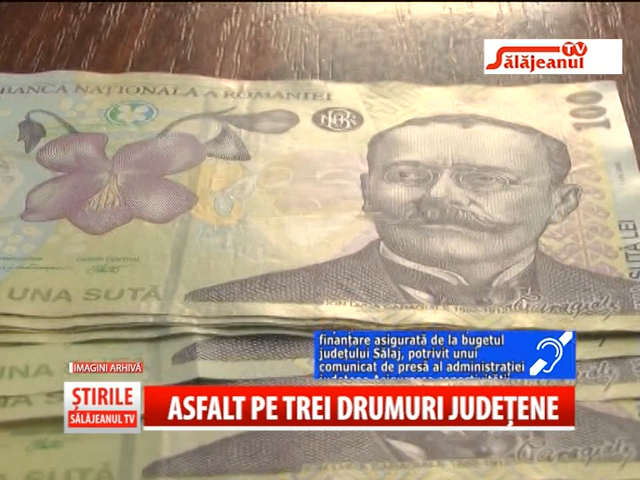 Sălăjeanul TV
BANCA NAȚIONALĂ A ROMÂNIEI
100
UNA SUTĂ
SUTĂ LEI
finanțare asigurată de la bugetul
județului Sălaj, potrivit unui
comunicat de presă al administrației
IMAGINI ARHIVĂ
ȘTIRILE
SĂLĂJEANUL TV
ASFALT PE TREI DRUMURI JUDEȚENE